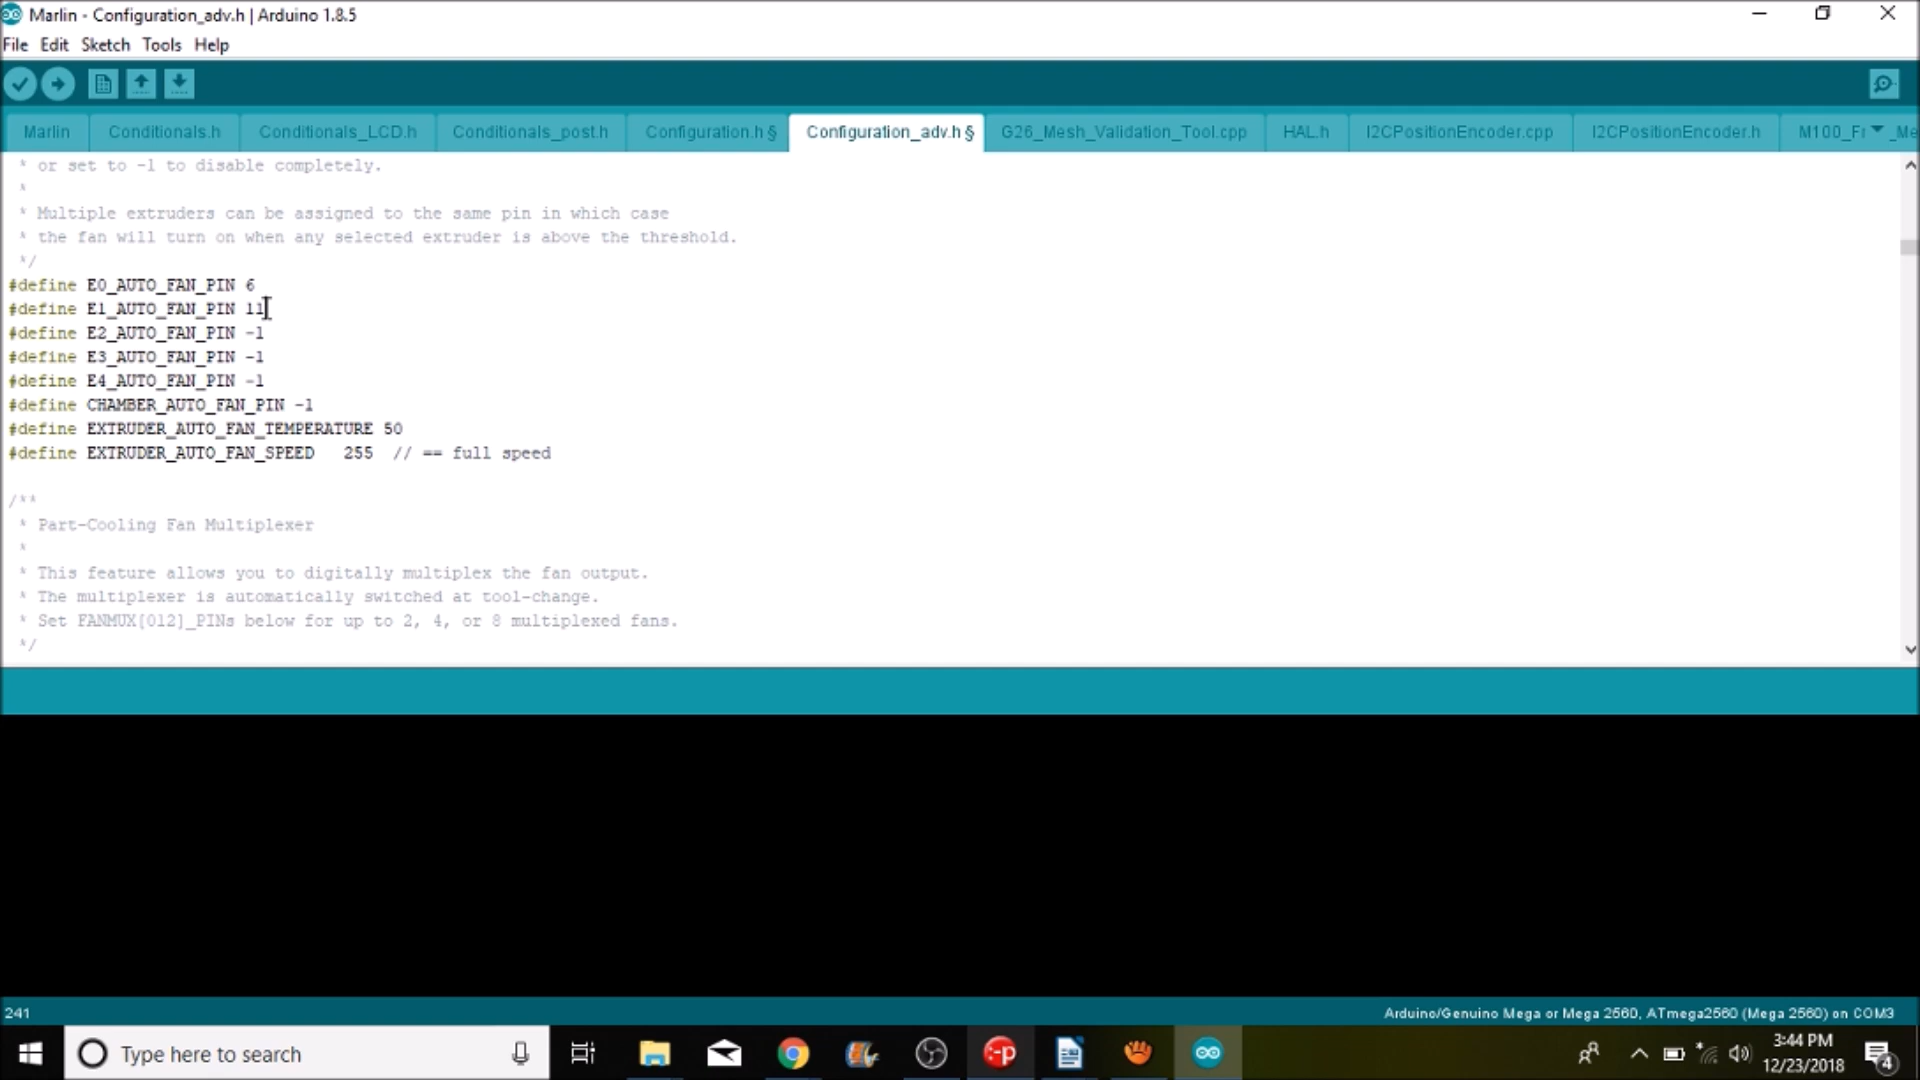 Marlin - Configuration_adv.h | Arduino 1.8.5
File Edit Sketch Tools Help
Marlin Conditionals.h Conditionals_LCD.h Conditionals_post.h Configuration.h § Configuration_adv.h § G26_Mesh_Validation_Tool.cpp HAL.h I2CPositionEncoder.cpp I2CPositionEncoder.h
* or set to -1 to disable completely.
*
* Multiple extruders can be assigned to the same pin in which case
* the fan will turn on when any selected extruder is above the threshold.
*/
#define E0_AUTO_FAN_PIN 6
#define E1_AUTO_FAN_PIN 11
#define E2_AUTO_FAN_PIN -1
#define E3_AUTO_FAN_PIN -1
#define E4_AUTO_FAN_PIN -1
#define CHAMBER_AUTO_FAN_PIN -1
#define EXTRUDER_AUTO_FAN_TEMPERATURE 50
#define EXTRUDER_AUTO_FAN_SPEED 255 // == full speed
/**
* Part-Cooling Fan Multiplexer
*
* This feature allows you to digitally multiplex the fan output.
* The multiplexer is automatically switched at tool-change.
* Set FANMUX[012]_PINs below for up to 2, 4, or 8 multiplexed fans.
*/
241 Arduino/Genuino Mega or Mega 2560, ATmega2560 (Mega 2560) on COM3
Type here to search
3:44 PM
12/23/2018
4